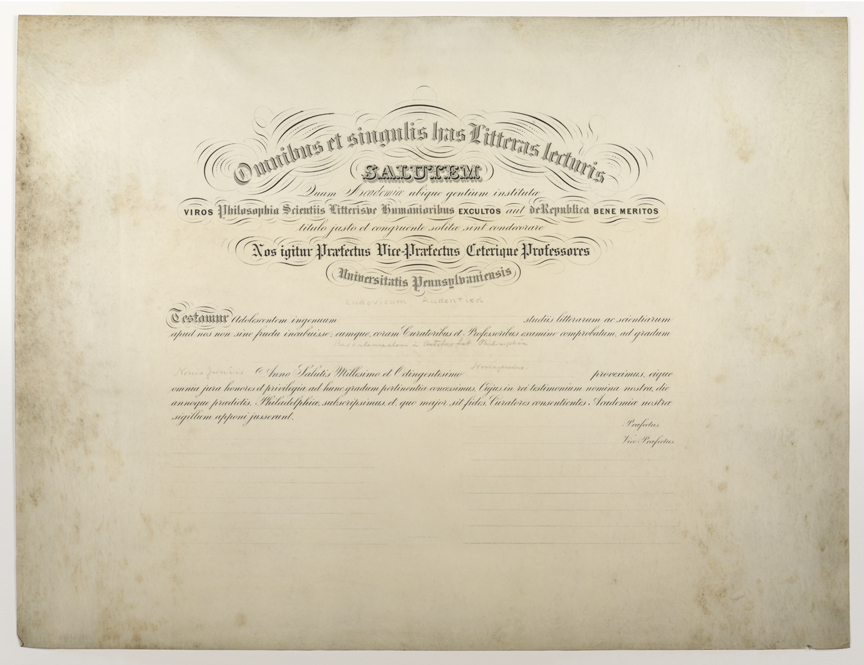 Omnibus et singulis has Litteras lecturis
SALUTEM
Quum Academiæ ubique gentium institutæ
VIROS Philosophia Scientiis Litterisve Humanioribus EXCULTOS aut de Republica BENE MERITOS
titulo justo et congruente solitæ sint condecorare
Nos igitur Præfectus Vice-Præfectus Ceterique Professores
Universitatis Pennsylvaniensis
Ludovicum
Testamur Adolescentem ingenuum studiis litterarum ac scientiarum
apud nos non sine fructu incubuisse, eumque, coram Curatoribus et Professoribus examine comprobatum, ad gradum
Baccalaureatum in
Anno Salutis Millesimo et Octingentesimo proveximus, eique
omnia jura honores et privilegia ad hunc gradum pertinentia concessimus. Cujus in rei testimonium nomina nostra, die
annoque prædictis, Philadelphiæ, subscripsimus et quo major sit fides Curatores consentientes Academiæ nostræ
sigillum apponi jusserunt.
Præfectus
Vice Præfectus